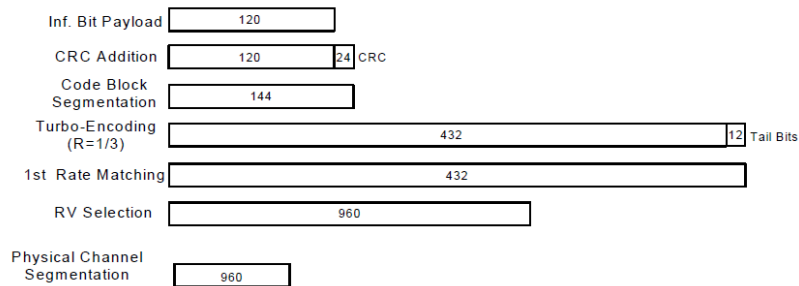 Inf. Bit Payload 120
CRC Addition 120 24 CRC
Code Block
Segmentation 144
Turbo-Encoding
(R=1/3) 432 12 Tail Bits
1st Rate Matching 432
RV Selection 960
Physical Channel
Segmentation 960